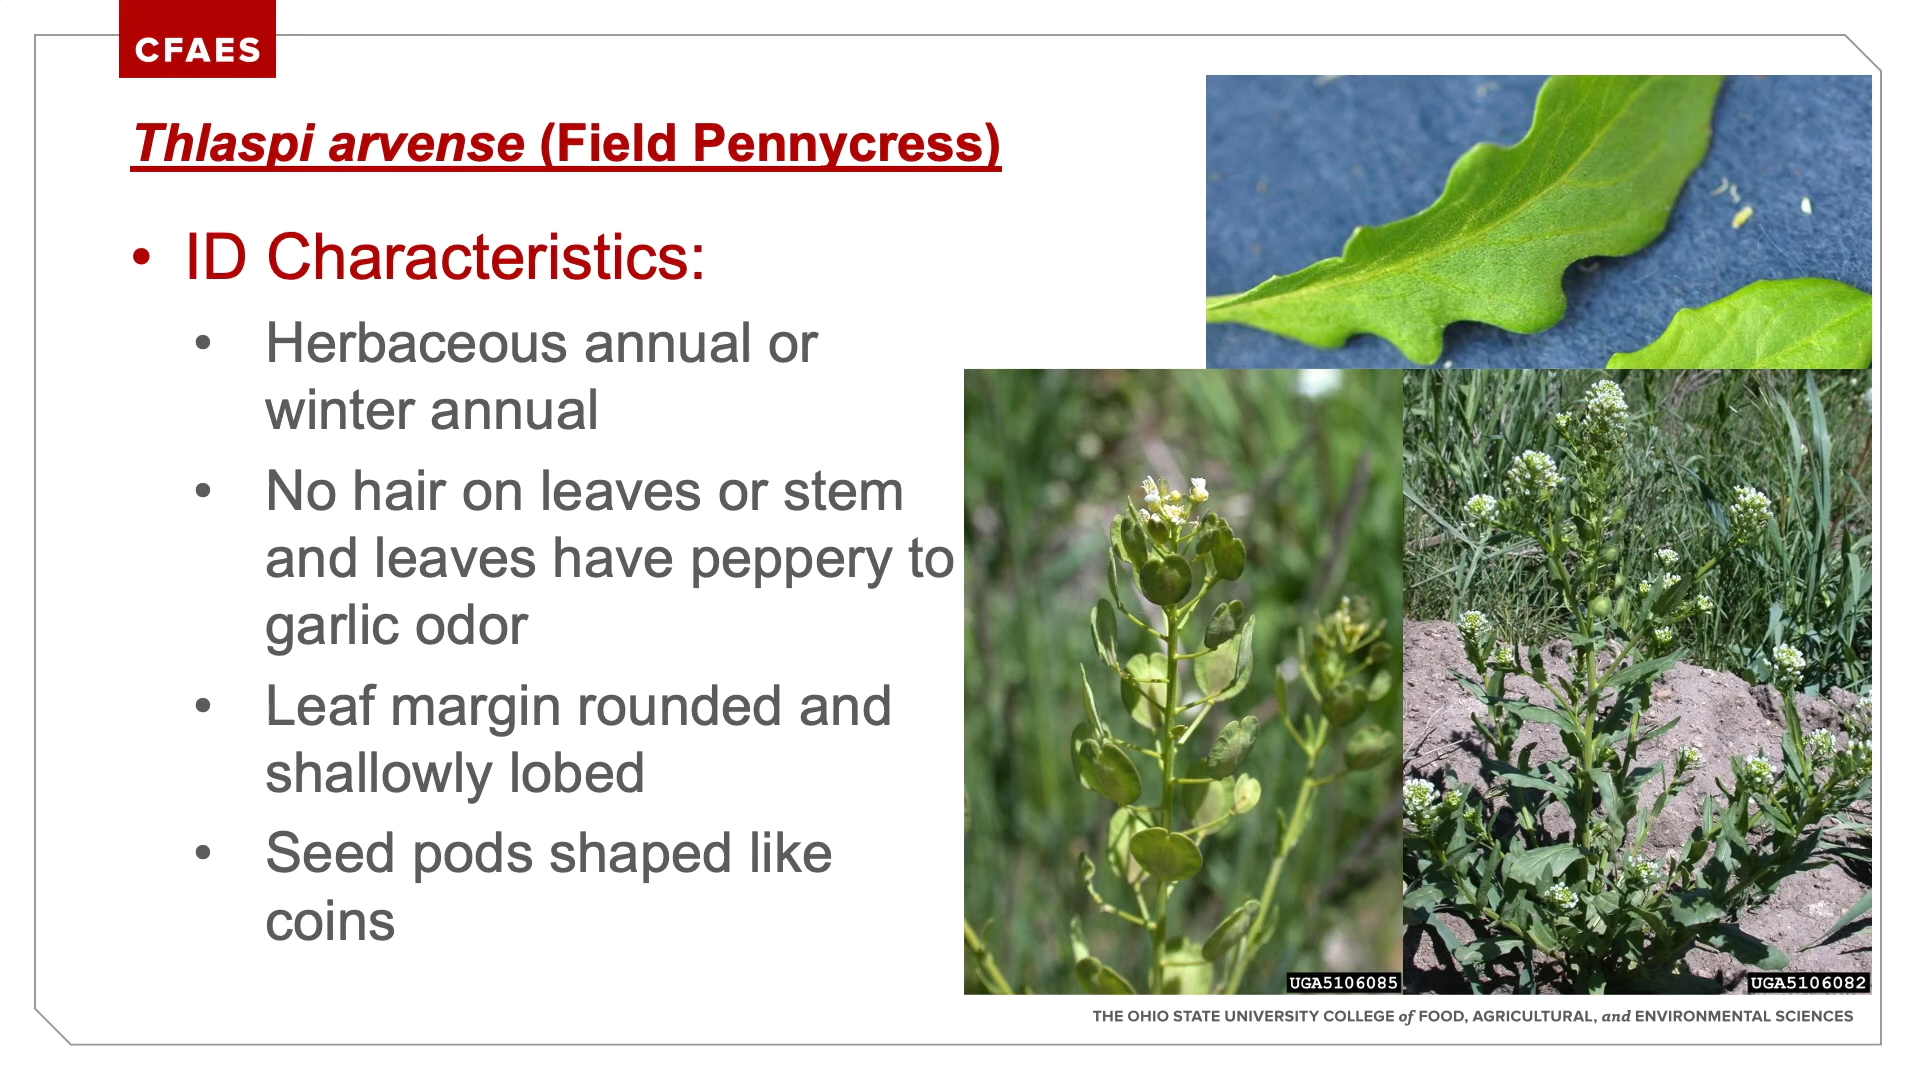 CFAES
Thlaspi arvense (Field Pennycress)
• ID Characteristics:
• Herbaceous annual or
winter annual
• No hair on leaves or stem
and leaves have peppery to
garlic odor
• Leaf margin rounded and
shallowly lobed
• Seed pods shaped like
coins
UGA5106085
UGA5106082
THE OHIO STATE UNIVERSITY COLLEGE of FOOD, AGRICULTURAL, and ENVIRONMENTAL SCIENCES